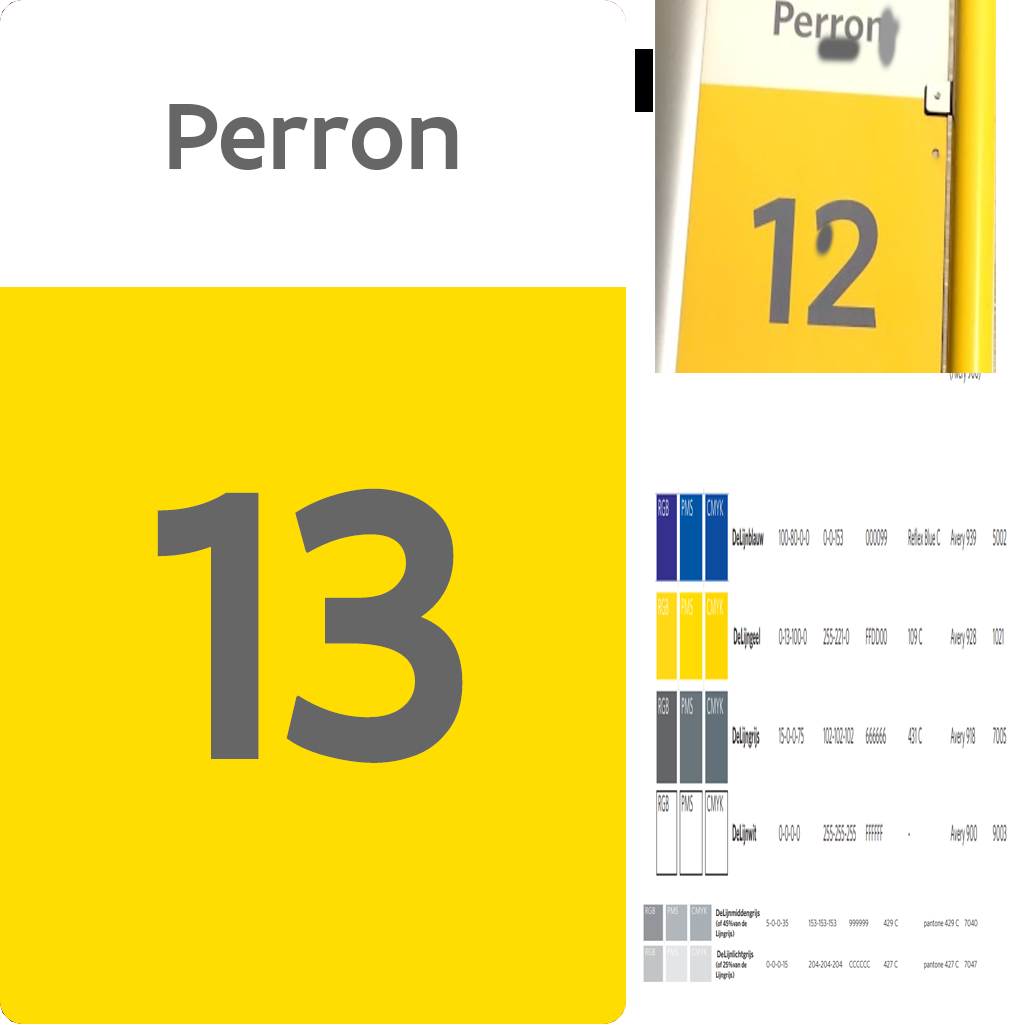 Perron
13
Perron
12
RGB PMS CMYK DeLijnblauw 100-80-0-0 0-0-153 000099 Reflex Blue C Avery 939 5002
RGB PMS CMYK DeLijngeel 0-13-100-0 255-221-0 FFDD00 109 C Avery 928 1021
RGB PMS CMYK DeLijngrijs 15-0-0-75 102-102-102 666666 431 C Avery 918 7005
RGB PMS CMYK DeLijnwit 0-0-0-0 255-255-255 FFFFFF - Avery 900 9003
RGB PMS CMYK DeLijnmiddengrijs
(of 45%van de
Lijngrijs) 5-0-0-35 153-153-153 999999 429 C pantone 429 C 7040
RGB PMS CMYK DeLijnlichtgrijs
(of 25%van de
Lijngrijs) 0-0-0-15 204-204-204 CCCCCC 427 C pantone 427 C 7047